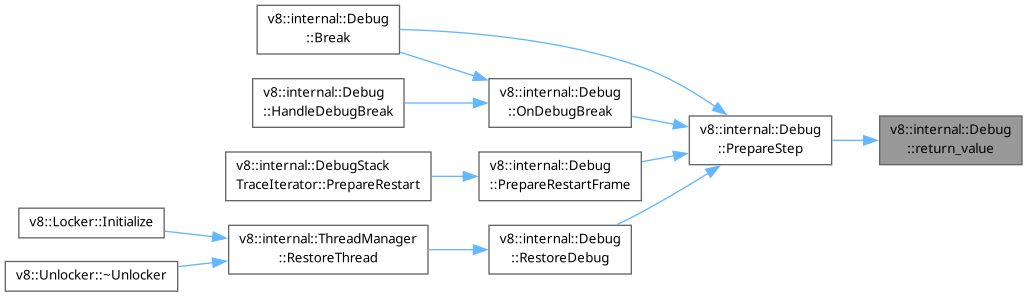 v8::internal::Debug
::Break
v8::internal::Debug
::HandleDebugBreak
v8::internal::Debug
::OnDebugBreak
v8::internal::Debug
::PrepareStep
v8::internal::Debug
::return_value
v8::internal::DebugStack
TraceIterator::PrepareRestart
v8::internal::Debug
::PrepareRestartFrame
v8::Locker::Initialize
v8::internal::ThreadManager
::RestoreThread
v8::internal::Debug
::RestoreDebug
v8::Unlocker::~Unlocker